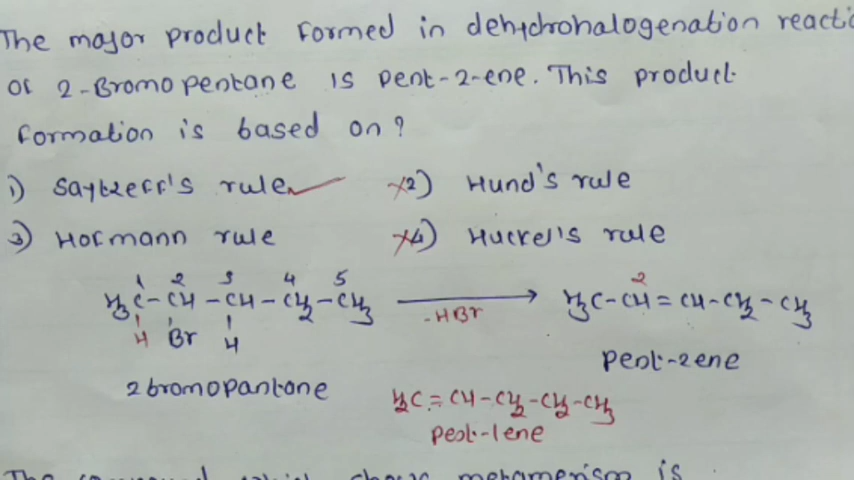 The major product formed in dehydrohalogenation reactio
of 2-Bromopentane is pent-2-ene. This product
formation is based on?
1) Saytzeff's rule 2) Hund's rule
3) Hofmann rule 4) Huckel's rule
1 2 3 4 5
H3C-CH-CH-CH2-CH3 -HBr H3C-CH=CH-CH2-CH3
2
H Br H
Pent-2ene
2bromopantane
H2C=CH-CH2-CH2-CH3
pent-1ene
metamerism is